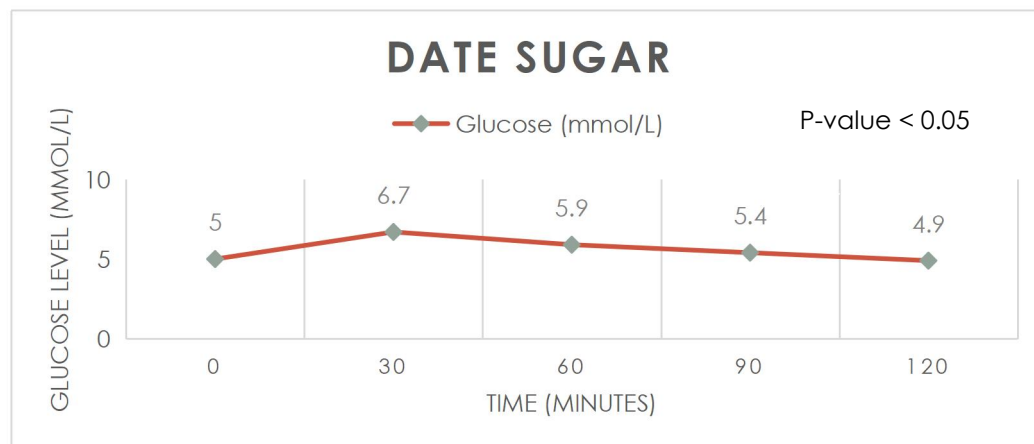 DATE SUGAR
Glucose (mmol/L)
P-value < 0.05
GLUCOSE LEVEL (MMOL/L)
10
5
0
5
6.7
5.9
5.4
4.9
0
30
60
90
120
TIME (MINUTES)